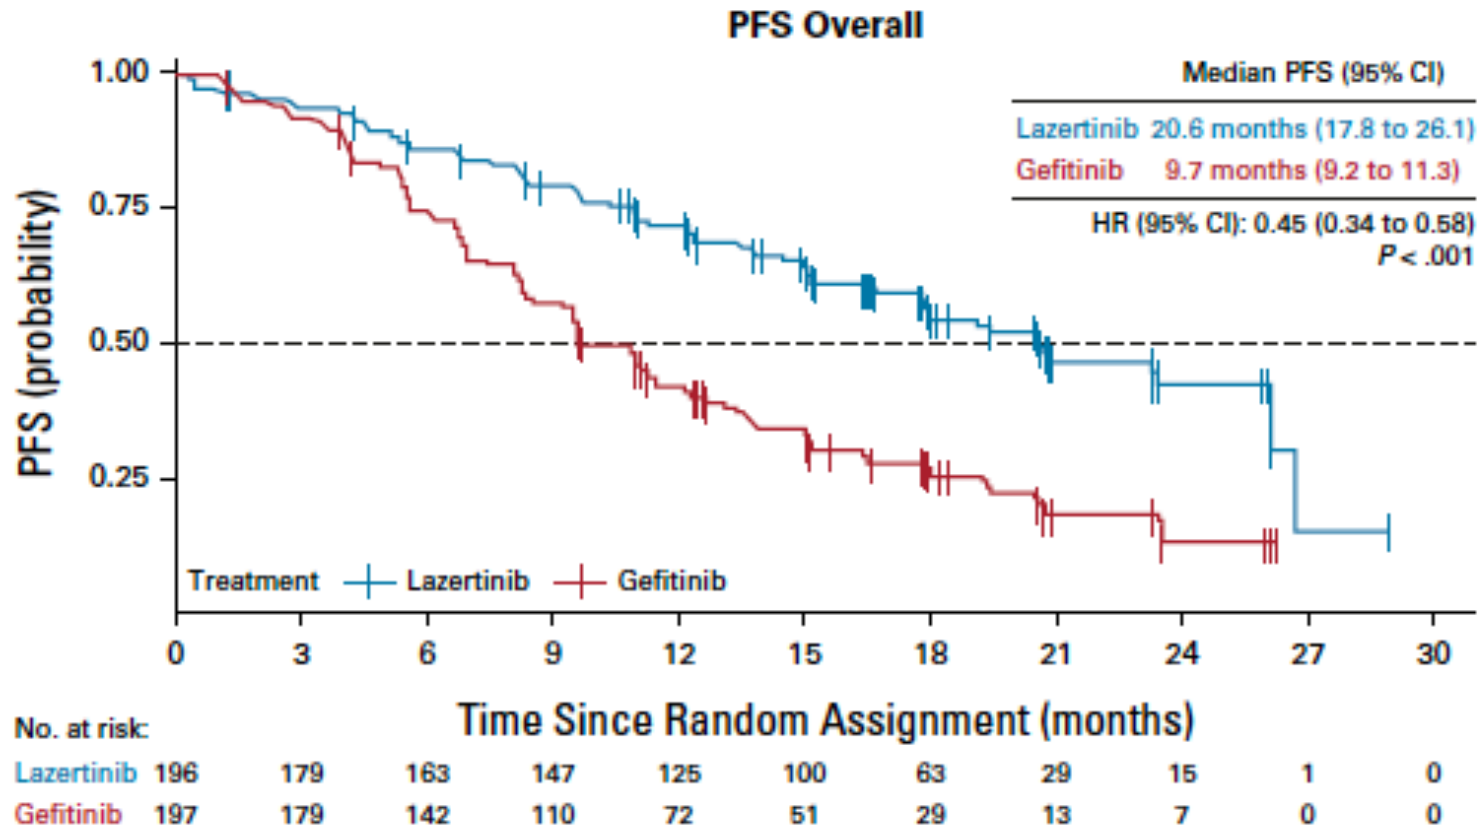 PFS Overall
Median PFS (95% CI)
Lazertinib 20.6 months (17.8 to 26.1)
Gefitinib 9.7 months (9.2 to 11.3)
HR (95% CI): 0.45 (0.34 to 0.58)
P < .001
PFS (probability)
1.00
0.75
0.50
0.25
Treatment Lazertinib Gefitinib
0 3 6 9 12 15 18 21 24 27 30
Time Since Random Assignment (months)
No. at risk:
Lazertinib 196 179 163 147 125 100 63 29 15 1 0
Gefitinib 197 179 142 110 72 51 29 13 7 0 0